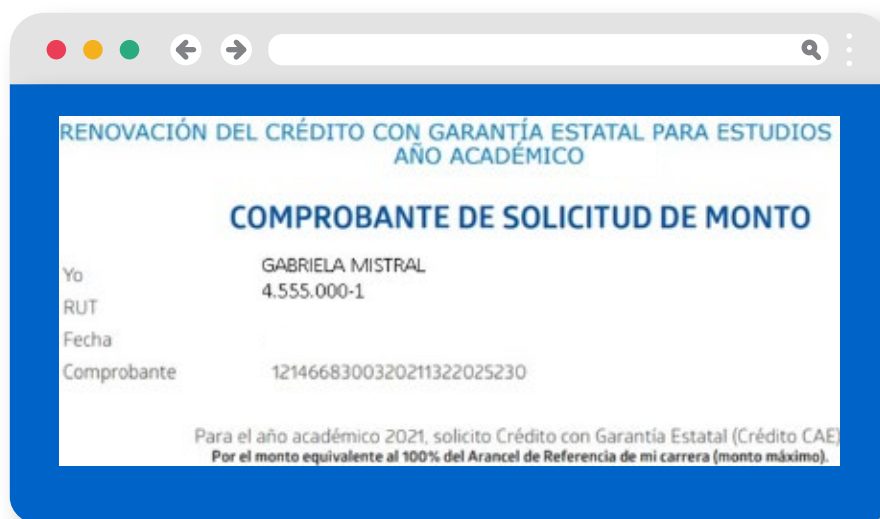 RENOVACIÓN DEL CRÉDITO CON GARANTÍA ESTATAL PARA ESTUDIOS
AÑO ACADÉMICO
COMPROBANTE DE SOLICITUD DE MONTO
Yo GABRIELA MISTRAL
RUT 4.555.000-1
Fecha
Comprobante 1214668300320211322025230
Para el año académico 2021, solicito Crédito con Garantía Estatal (Crédito CAE)
Por el monto equivalente al 100% del Arancel de Referencia de mi carrera (monto máximo).